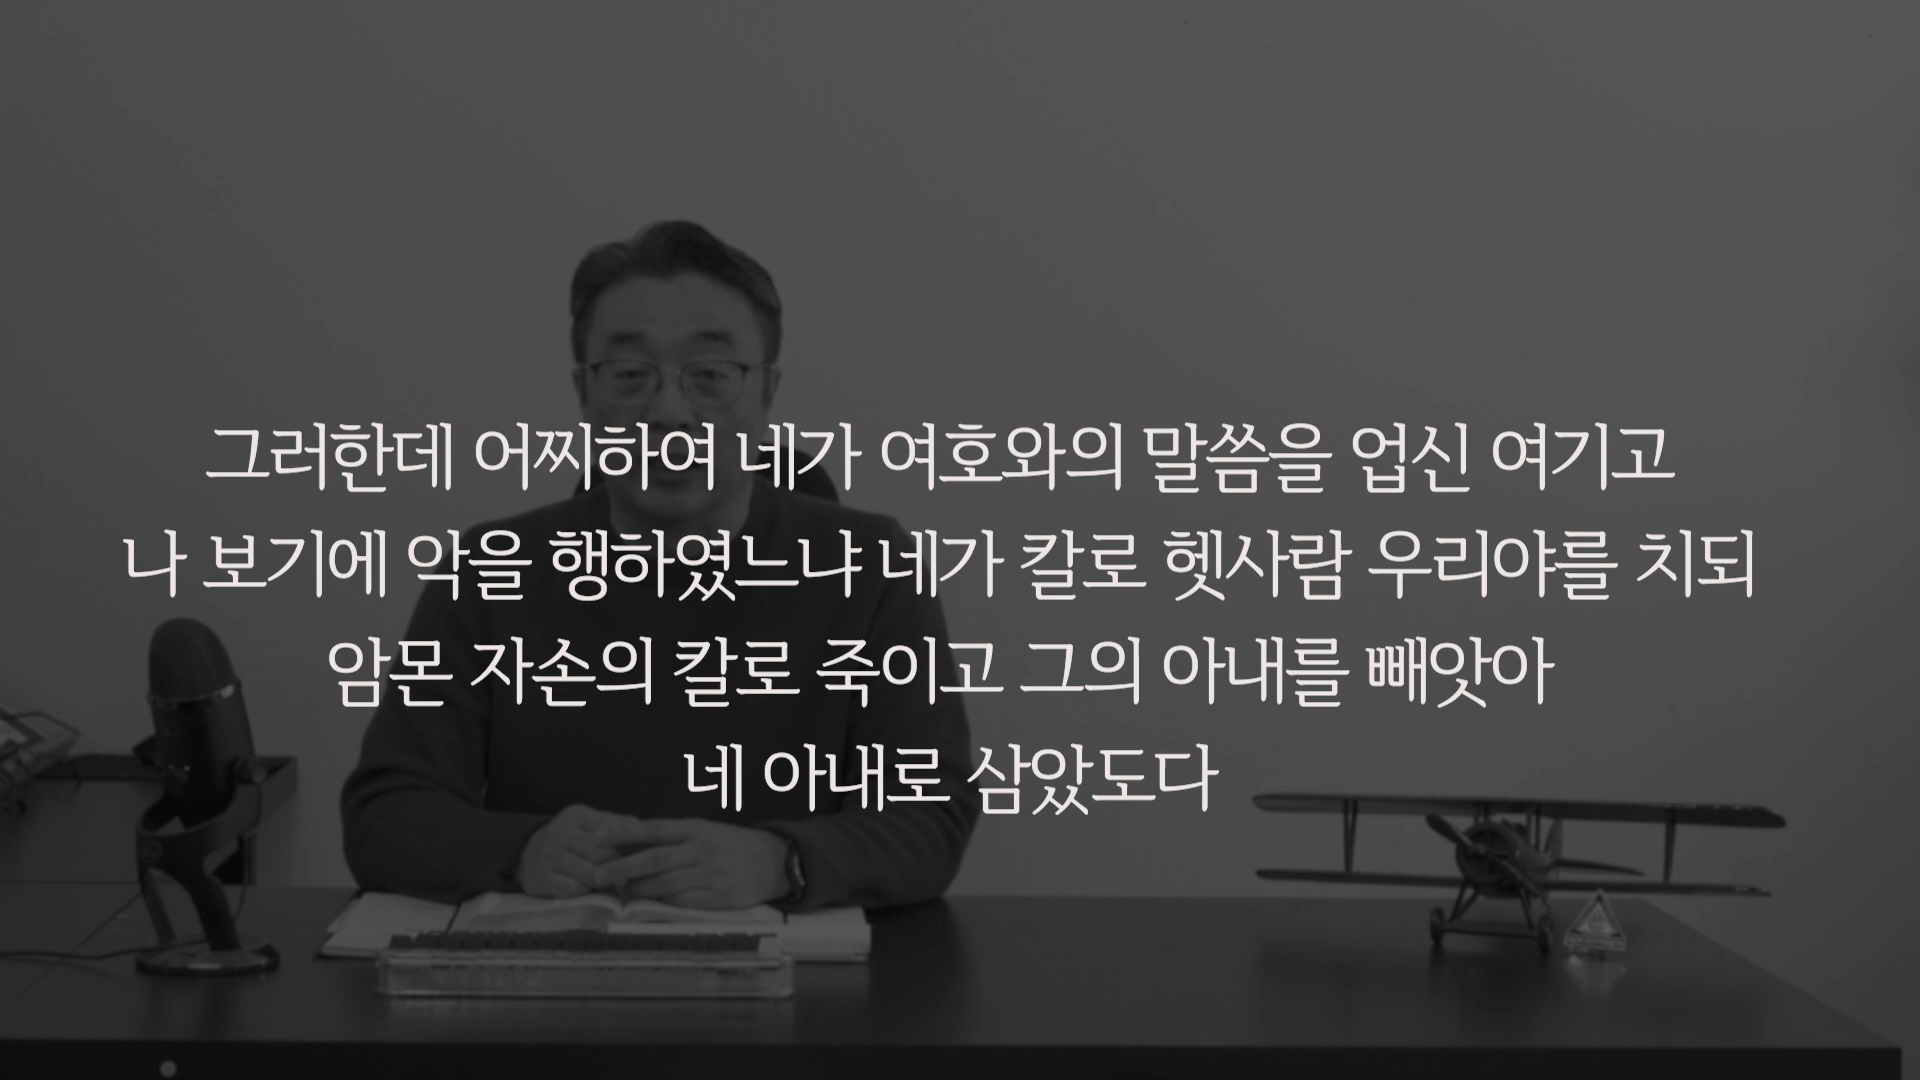 그러한데 어찌하여 네가 여호와의 말씀을 업신 여기고
나 보기에 악을 행하였느냐 네가 칼로 헷사람 우리아를 치되
암몬 자손의 칼로 죽이고 그의 아내를 빼앗아
네 아내로 삼았도다